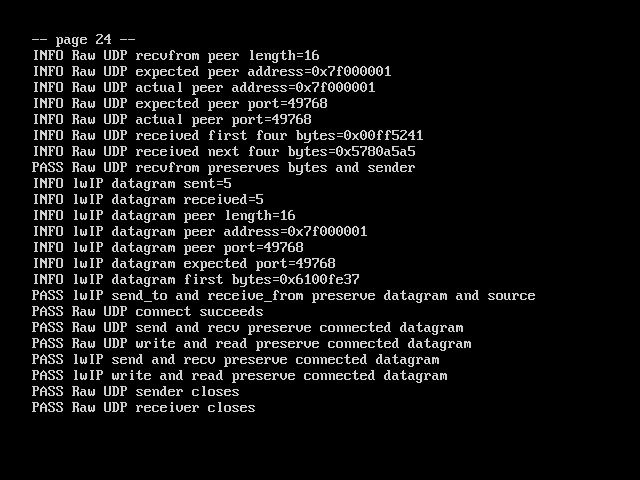 -- page 24 --
INFO Raw UDP recvfrom peer length=16
INFO Raw UDP expected peer address=0x7f000001
INFO Raw UDP actual peer address=0x7f000001
INFO Raw UDP expected peer port=49768
INFO Raw UDP actual peer port=49768
INFO Raw UDP received first four bytes=0x00ff5241
INFO Raw UDP received next four bytes=0x5780a5a5
PASS Raw UDP recvfrom preserves bytes and sender
INFO lwIP datagram sent=5
INFO lwIP datagram received=5
INFO lwIP datagram peer length=16
INFO lwIP datagram peer address=0x7f000001
INFO lwIP datagram peer port=49768
INFO lwIP datagram expected port=49768
INFO lwIP datagram first bytes=0x6100fe37
PASS lwIP send_to and receive_from preserve datagram and source
PASS Raw UDP connect succeeds
PASS Raw UDP send and recv preserve connected datagram
PASS Raw UDP write and read preserve connected datagram
PASS lwIP send and recv preserve connected datagram
PASS lwIP write and read preserve connected datagram
PASS Raw UDP sender closes
PASS Raw UDP receiver closes